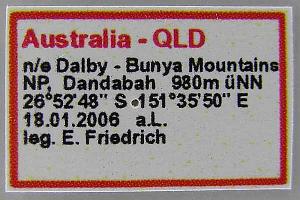 Australia - QLD
n/e Dalby - Bunya Mountains
NP, Dandabah 980m üNN
26°52'48" S 151°35'50" E
18.01.2006 a.L.
leg. E. Friedrich